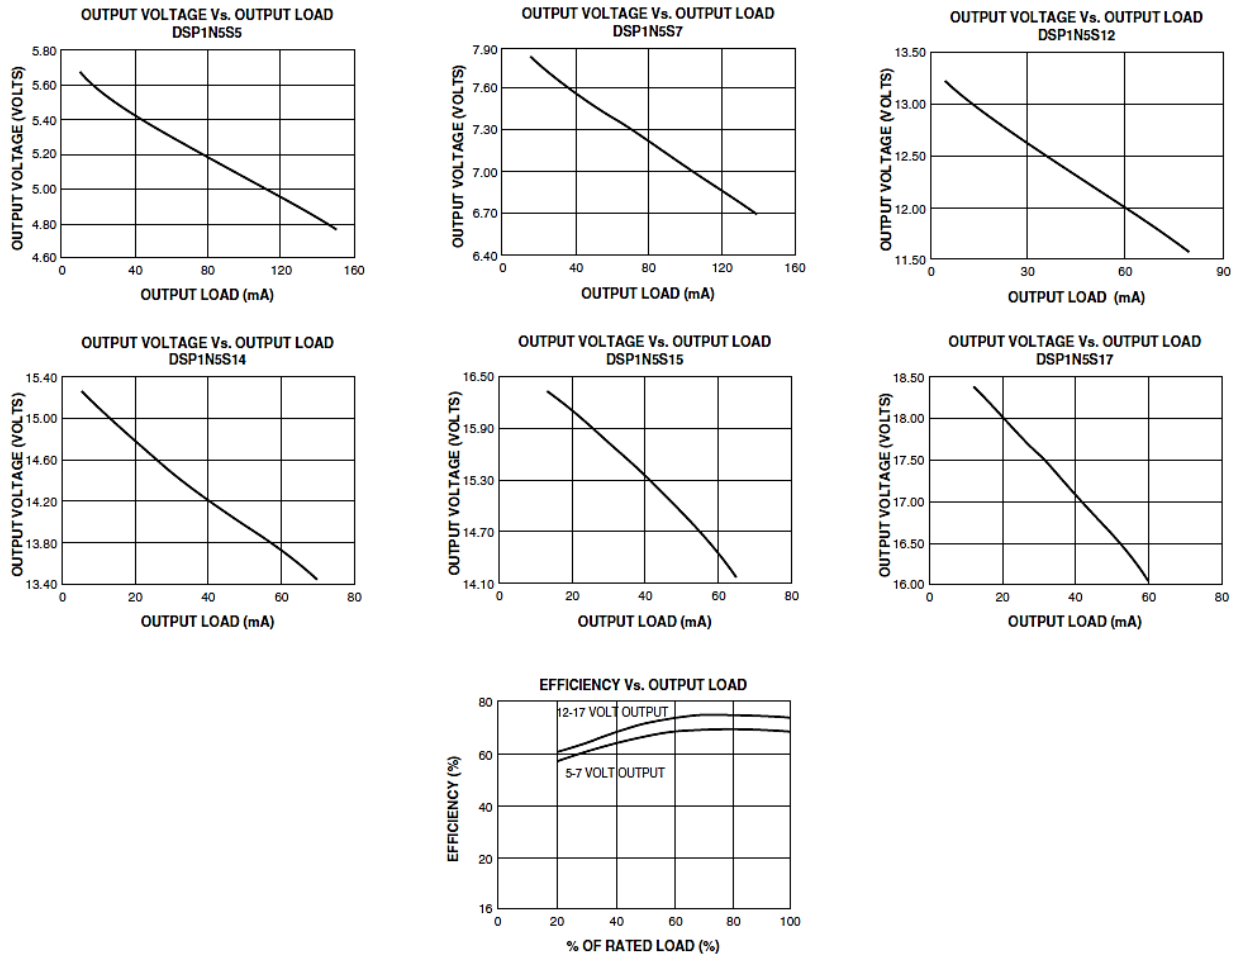 OUTPUT VOLTAGE Vs. OUTPUT LOAD
DSP1N5S5
OUTPUT VOLTAGE (VOLTS)
5.80
5.60
5.40
5.20
5.00
4.80
4.60
0
40
80
120
160
OUTPUT LOAD (mA)
OUTPUT VOLTAGE Vs. OUTPUT LOAD
DSP1N5S7
OUTPUT VOLTAGE (VOLTS)
7.90
7.60
7.30
7.00
6.70
6.40
0
40
80
120
160
OUTPUT LOAD (mA)
OUTPUT VOLTAGE Vs. OUTPUT LOAD
DSP1N5S12
OUTPUT VOLTAGE (VOLTS)
13.50
13.00
12.50
12.00
11.50
0
30
60
90
OUTPUT LOAD (mA)
OUTPUT VOLTAGE Vs. OUTPUT LOAD
DSP1N5S14
OUTPUT VOLTAGE (VOLTS)
15.40
15.00
14.60
14.20
13.80
13.40
0
20
40
60
80
OUTPUT LOAD (mA)
OUTPUT VOLTAGE Vs. OUTPUT LOAD
DSP1N5S15
OUTPUT VOLTAGE (VOLTS)
16.50
15.90
15.30
14.70
14.10
0
20
40
60
80
OUTPUT LOAD (mA)
OUTPUT VOLTAGE Vs. OUTPUT LOAD
DSP1N5S17
OUTPUT VOLTAGE (VOLTS)
18.50
18.00
17.50
17.00
16.50
16.00
0
20
40
60
80
OUTPUT LOAD (mA)
EFFICIENCY Vs. OUTPUT LOAD
EFFICIENCY (%)
80
60
40
20
16
12-17 VOLT OUTPUT
5-7 VOLT OUTPUT
0
20
40
60
80
100
% OF RATED LOAD (%)